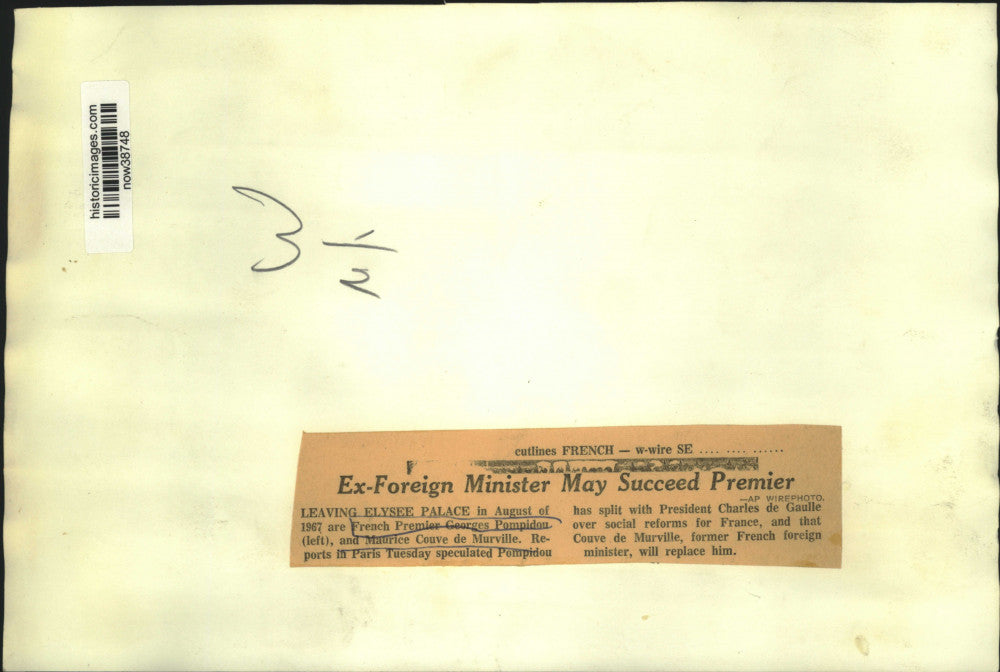 historicimages.com
now38748
cutlines FRENCH — w-wire SE .... .... ......
Ex-Foreign Minister May Succeed Premier
—AP WIREPHOTO.
LEAVING ELYSEE PALACE in August of
1967 are French Premier Georges Pompidou
(left), and Maurice Couve de Murville. Re-
ports in Paris Tuesday speculated Pompidou
has split with President Charles de Gaulle
over social reforms for France, and that
Couve de Murville, former French foreign
minister, will replace him.